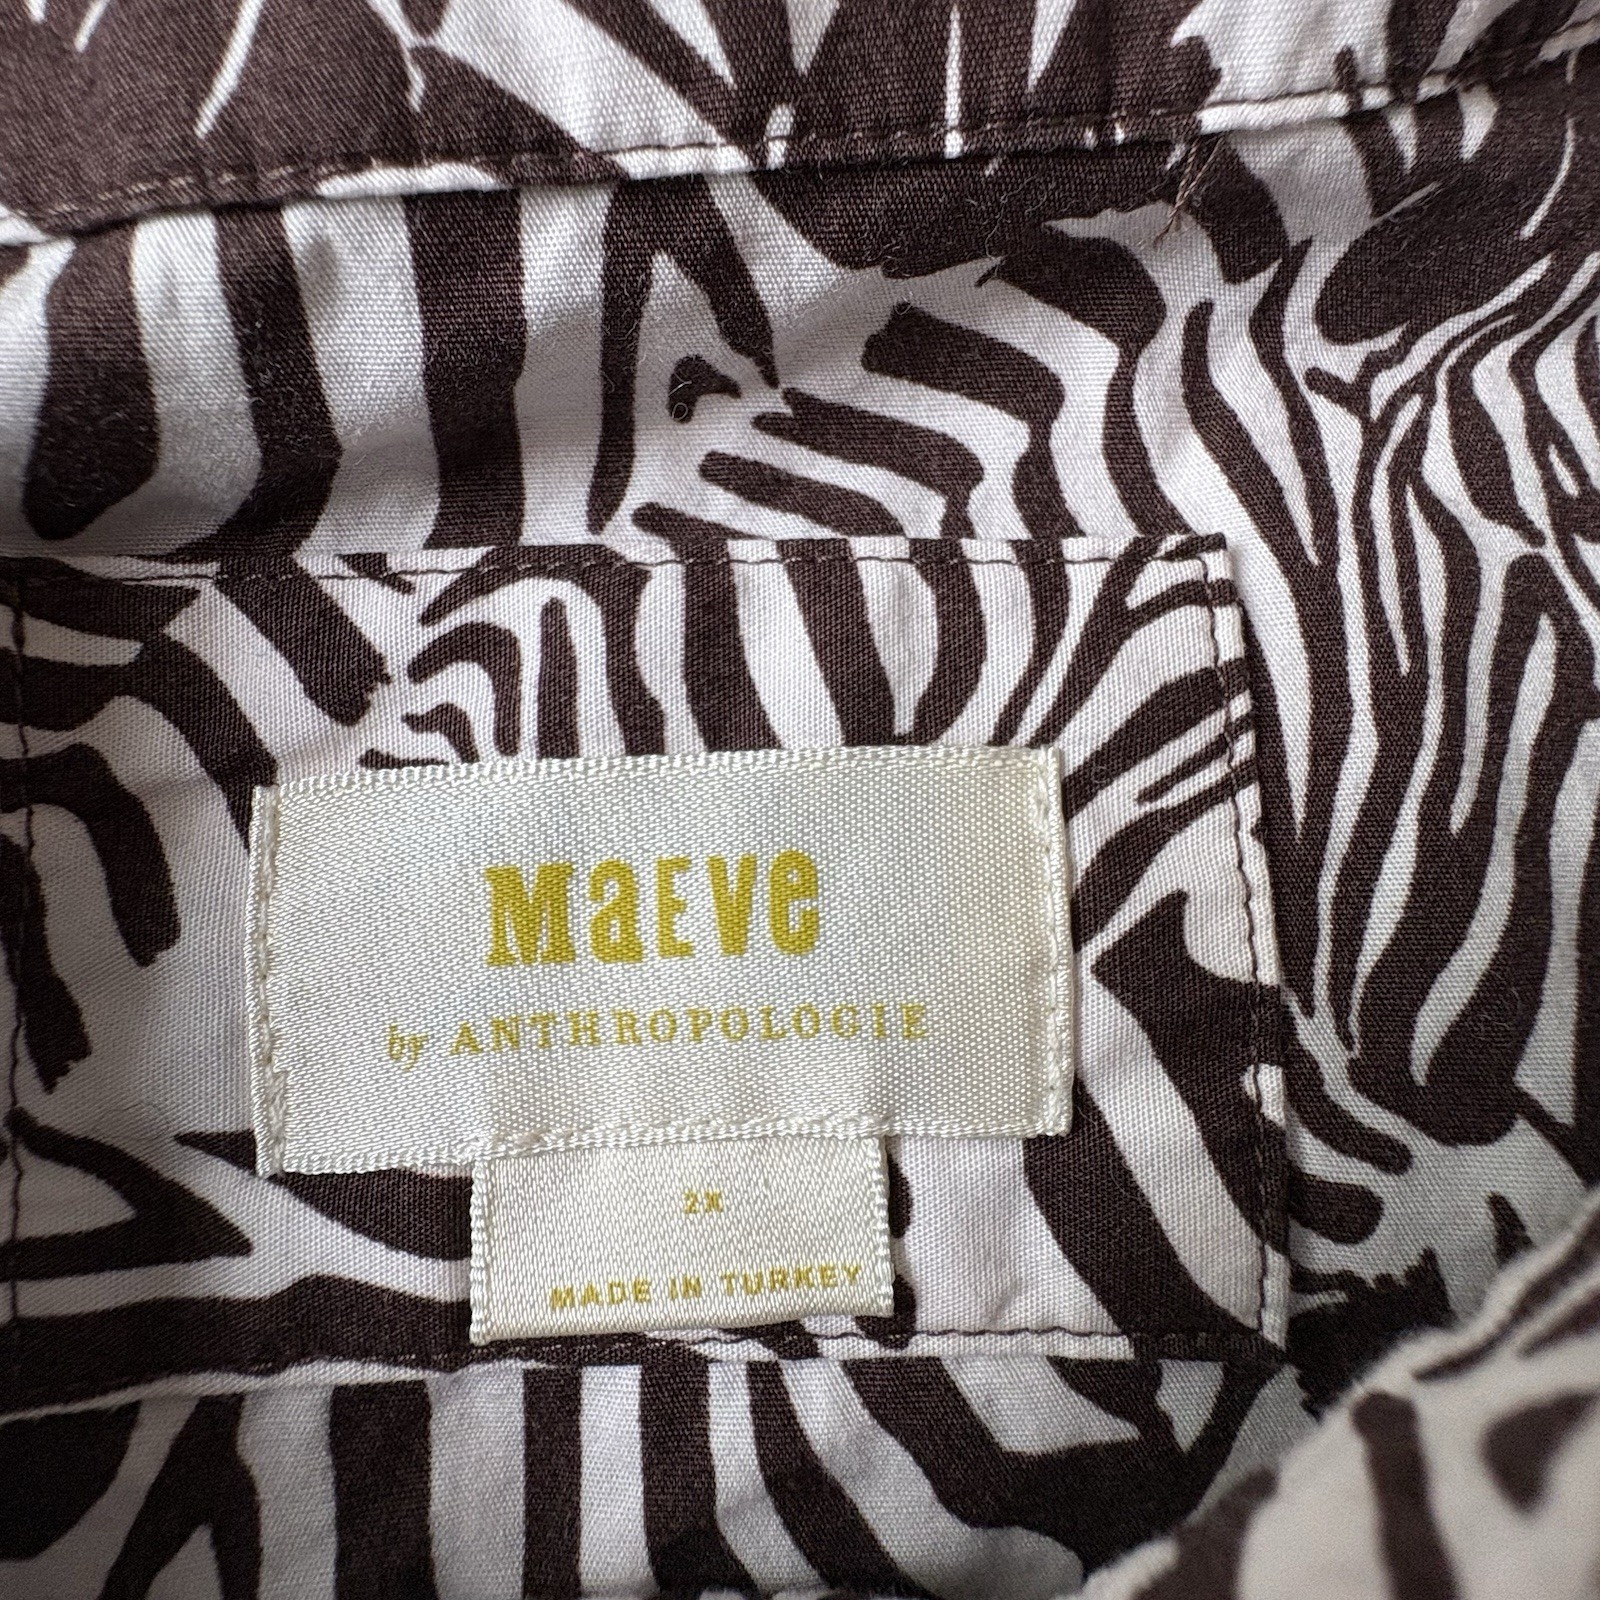 MaEve
by ANTHROPOLOGIE
2X
MADE IN TURKEY